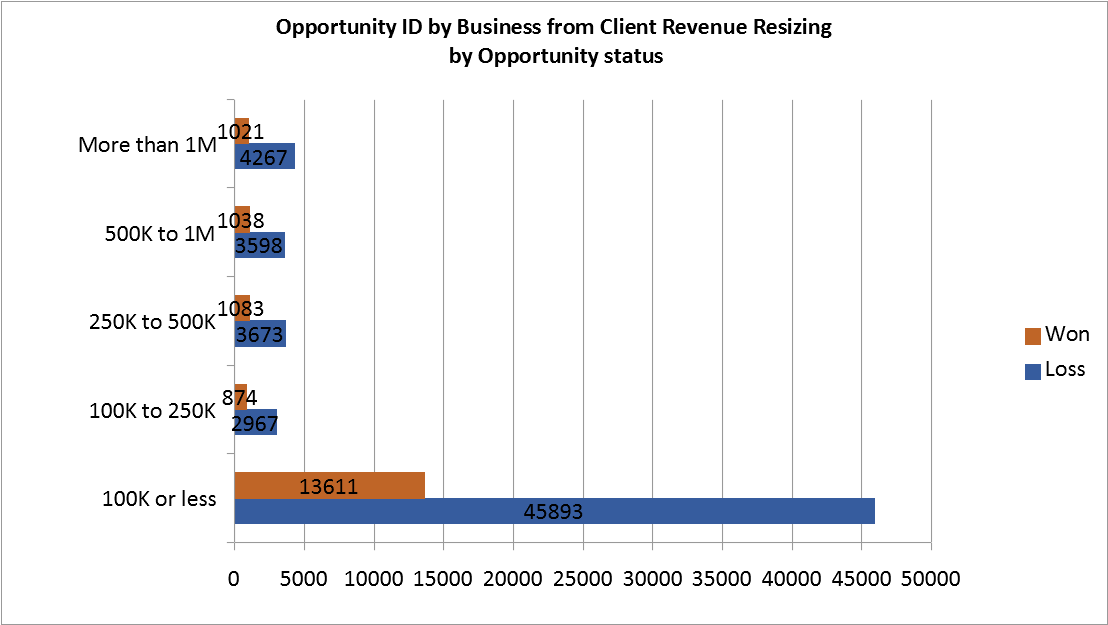 Opportunity ID by Business from Client Revenue Resizing
by Opportunity status
More than 1M
1021
4267
500K to 1M
1038
3598
250K to 500K
1083
3673
100K to 250K
874
2967
100K or less
13611
45893
Won
Loss
0 5000 10000 15000 20000 25000 30000 35000 40000 45000 50000